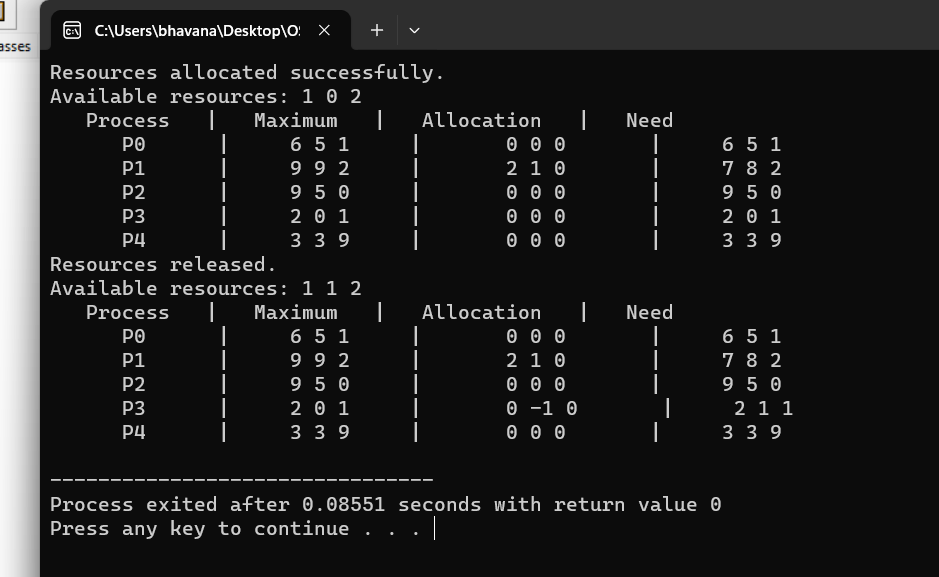 asses
C:\Users\bhavana\Desktop\O:
Resources allocated successfully.
Available resources: 1 0 2
Process | Maximum | Allocation | Need
P0 | 6 5 1 | 0 0 0 | 6 5 1
P1 | 9 9 2 | 2 1 0 | 7 8 2
P2 | 9 5 0 | 0 0 0 | 9 5 0
P3 | 2 0 1 | 0 0 0 | 2 0 1
P4 | 3 3 9 | 0 0 0 | 3 3 9
Resources released.
Available resources: 1 1 2
Process | Maximum | Allocation | Need
P0 | 6 5 1 | 0 0 0 | 6 5 1
P1 | 9 9 2 | 2 1 0 | 7 8 2
P2 | 9 5 0 | 0 0 0 | 9 5 0
P3 | 2 0 1 | 0 -1 0 | 2 1 1
P4 | 3 3 9 | 0 0 0 | 3 3 9
--------------------------------
Process exited after 0.08551 seconds with return value 0
Press any key to continue . . .